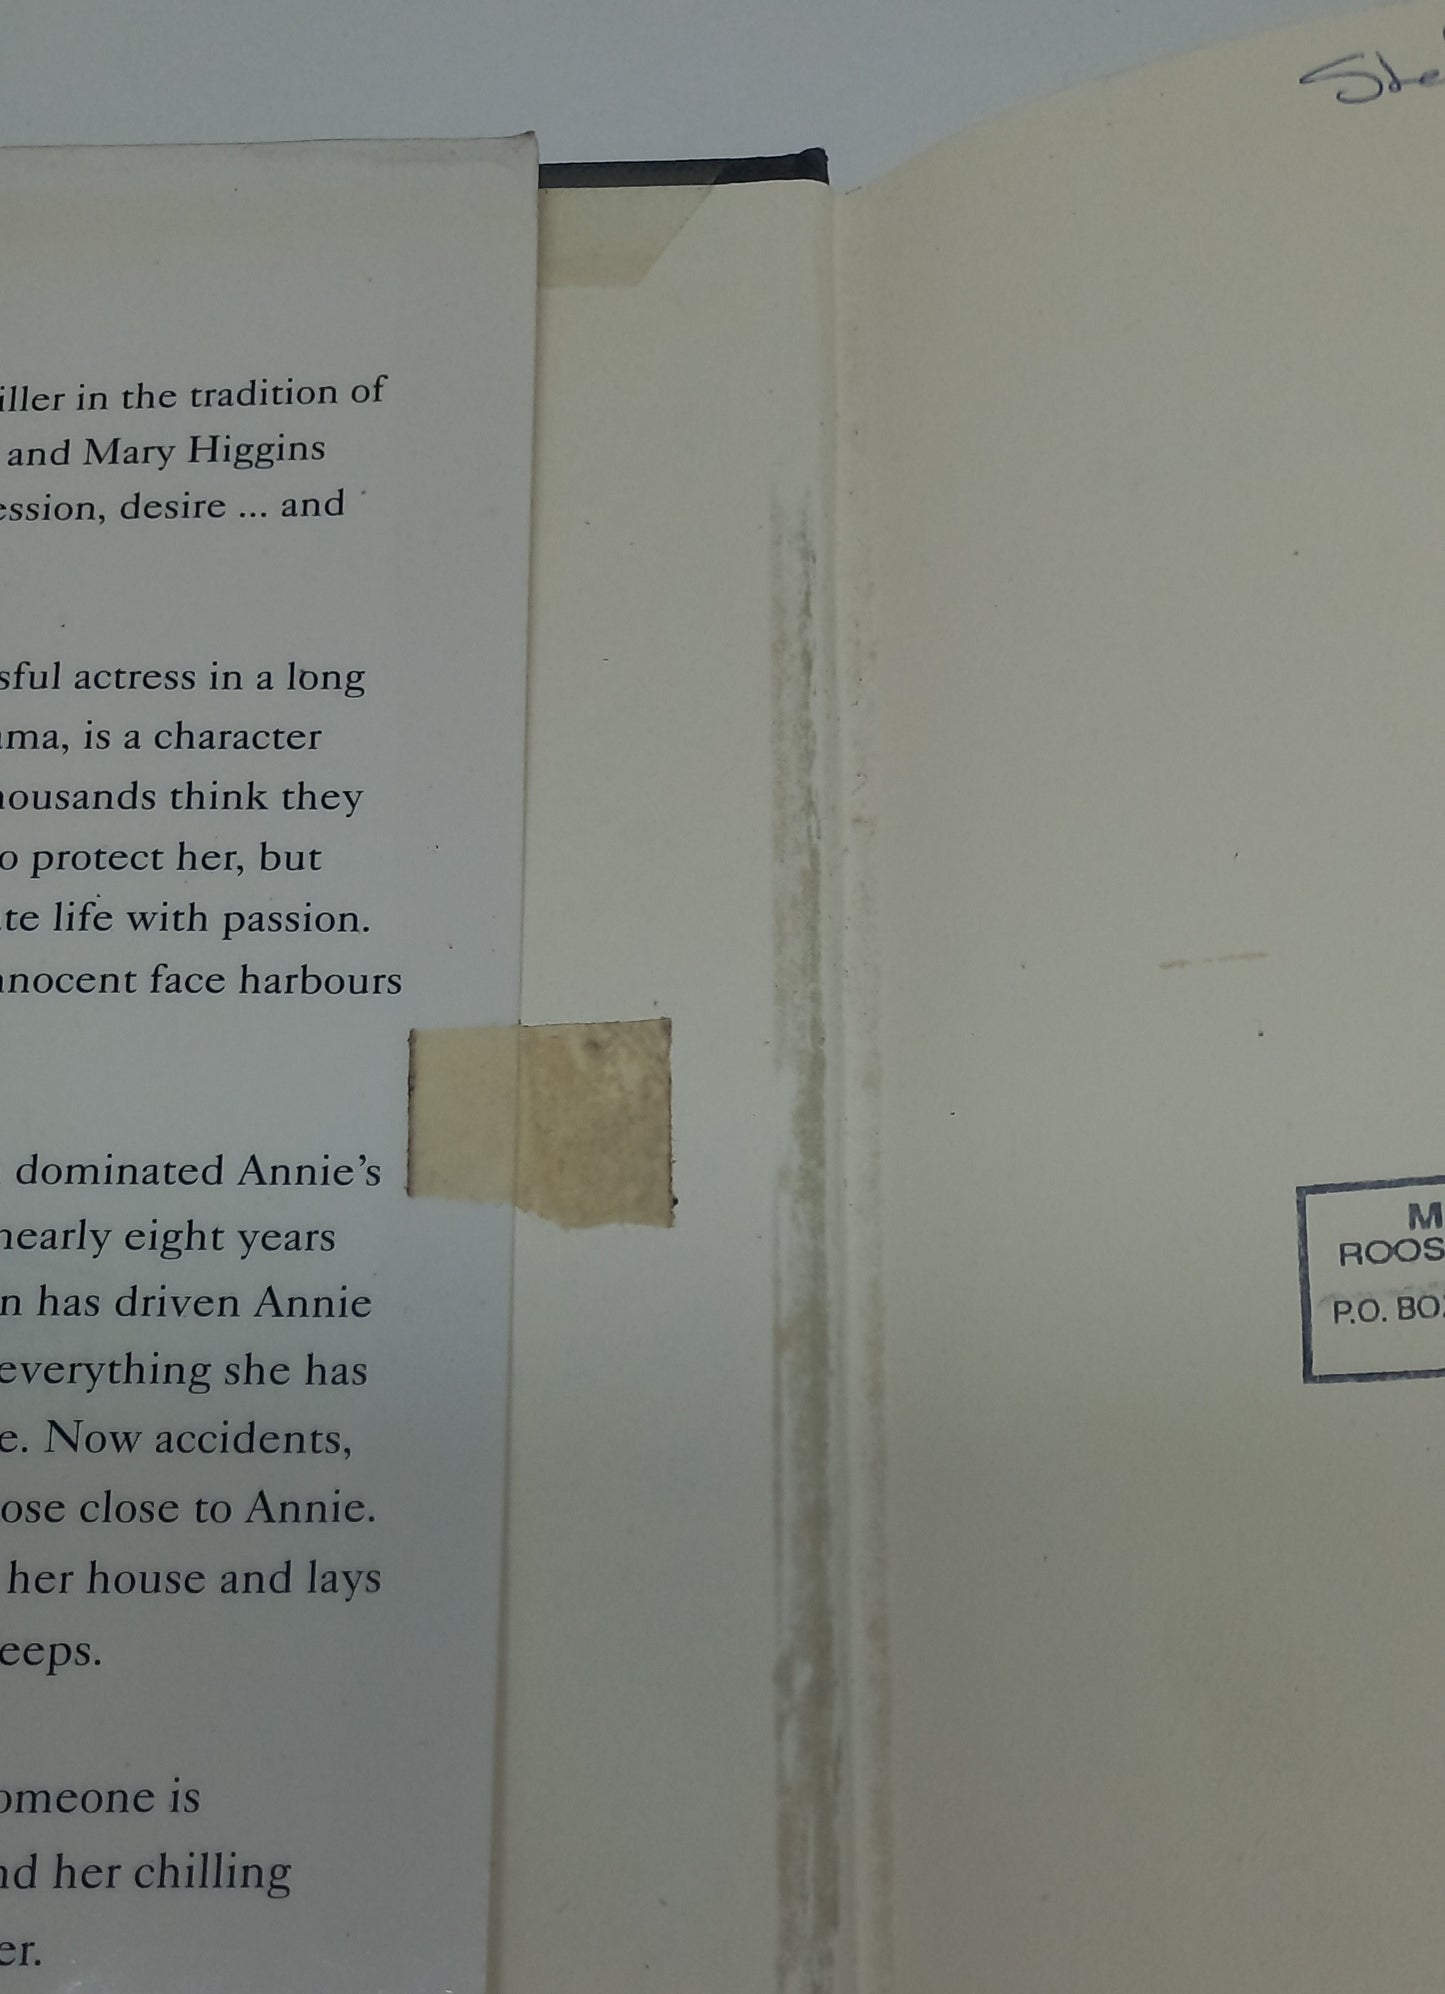 iller in the tradition of
and Mary Higgins
ession, desire ... and
sful actress in a long
ama, is a character
housands think they
o protect her, but
ate life with passion.
nnocent face harbours
dominated Annie's
nearly eight years
n has driven Annie
everything she has
e. Now accidents,
ose close to Annie.
her house and lays
eeps.
omeone is
nd her chilling
er.
Ste
M
ROOS
P.O. BO